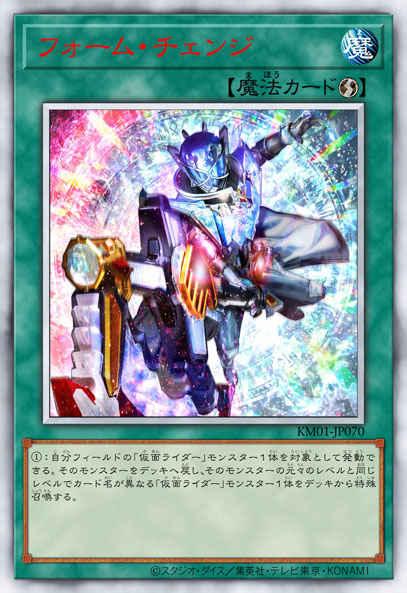 フォーム・チェンジ
魔
【魔法カード】
KM01-JP070
①：自分フィールドの「仮面ライダー」モンスター1体を対象として発動で
きる。そのモンスターをデッキへ戻し、そのモンスターの元々のレベルと同じ
レベルでカード名が異なる「仮面ライダー」モンスター1体をデッキから特殊
召喚する。
©スタジオ・ダイス／集英社・テレビ東京・KONAMI